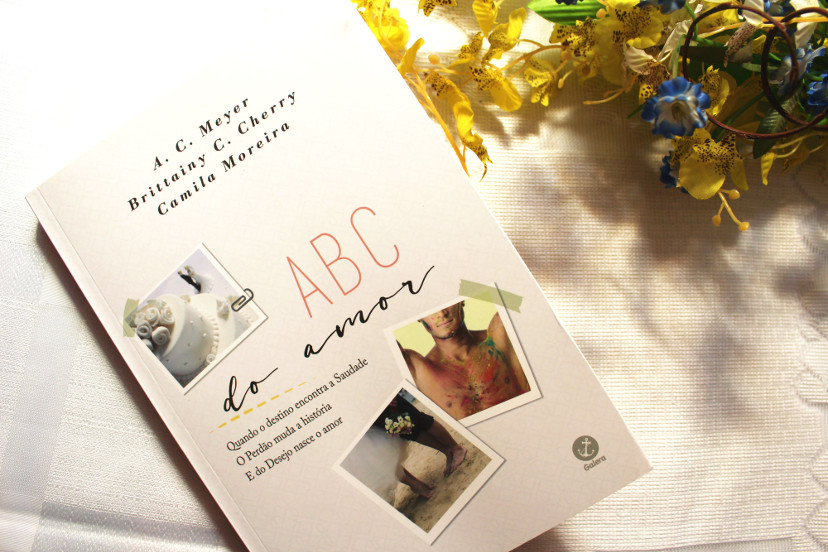 A. C. Meyer
Brittainy C. Cherry
Camila Moreira
ABC
do amor
Quando o destino encontra a Saudade
O Perdão muda a história
E do Desejo nasce o amor
Galera